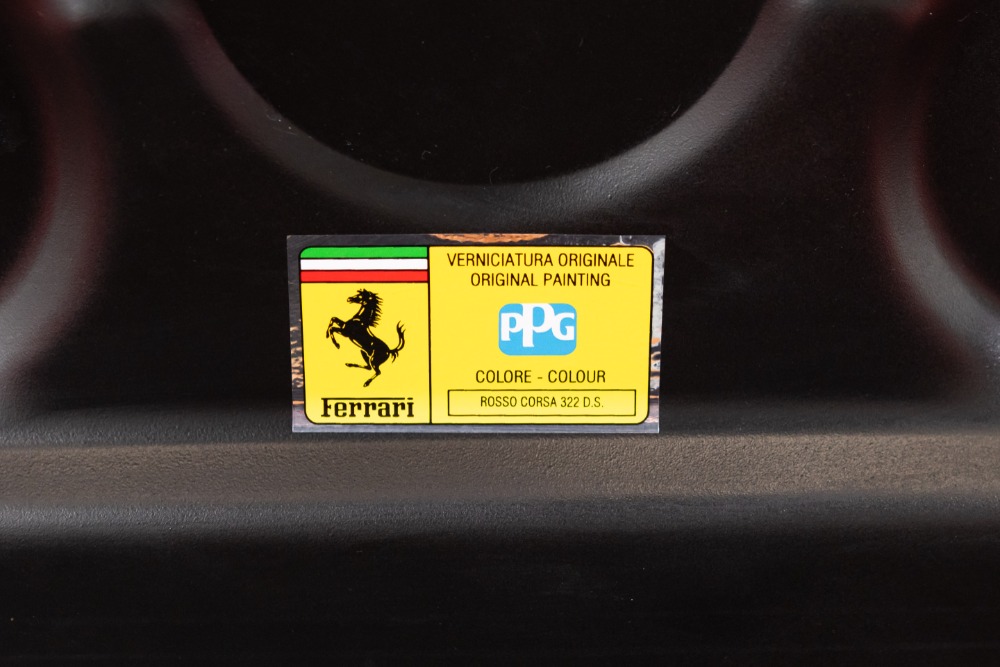 VERNICIATURA ORIGINALE
ORIGINAL PAINTING
PPG
COLORE - COLOUR
ROSSO CORSA 322 D.S.
Ferrari